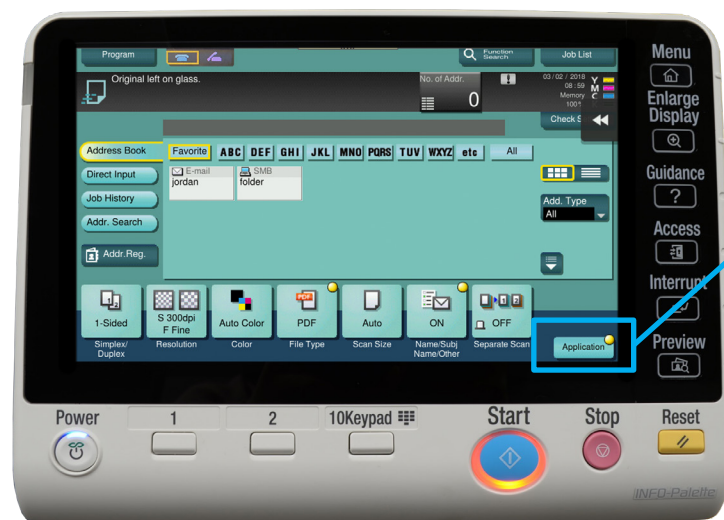 Program
Function
Search
Job List
Original left on glass.
No. of Addr.
0
03/02/2018
08:59
Memory
100
Y
M
C
Check S
Address Book
Favorite ABC DEF GHI JKL MNO PQRS TUV WXYZ etc All
Direct Input
Job History
Addr. Search
Addr.Reg.
E-mail
jordan
SMB
folder
Add. Type
All
1-Sided
S 300dpi
F Fine
Auto Color
PDF
Auto
ON
OFF
Simplex/
Duplex
Resolution
Color
File Type
Scan Size
Name/Subj
Name/Other
Separate Scan
Application
Menu
Enlarge
Display
Guidance
?
Access
Interrupt
Preview
Power
1
2
10Keypad
Start
Stop
Reset
INFO-Palette